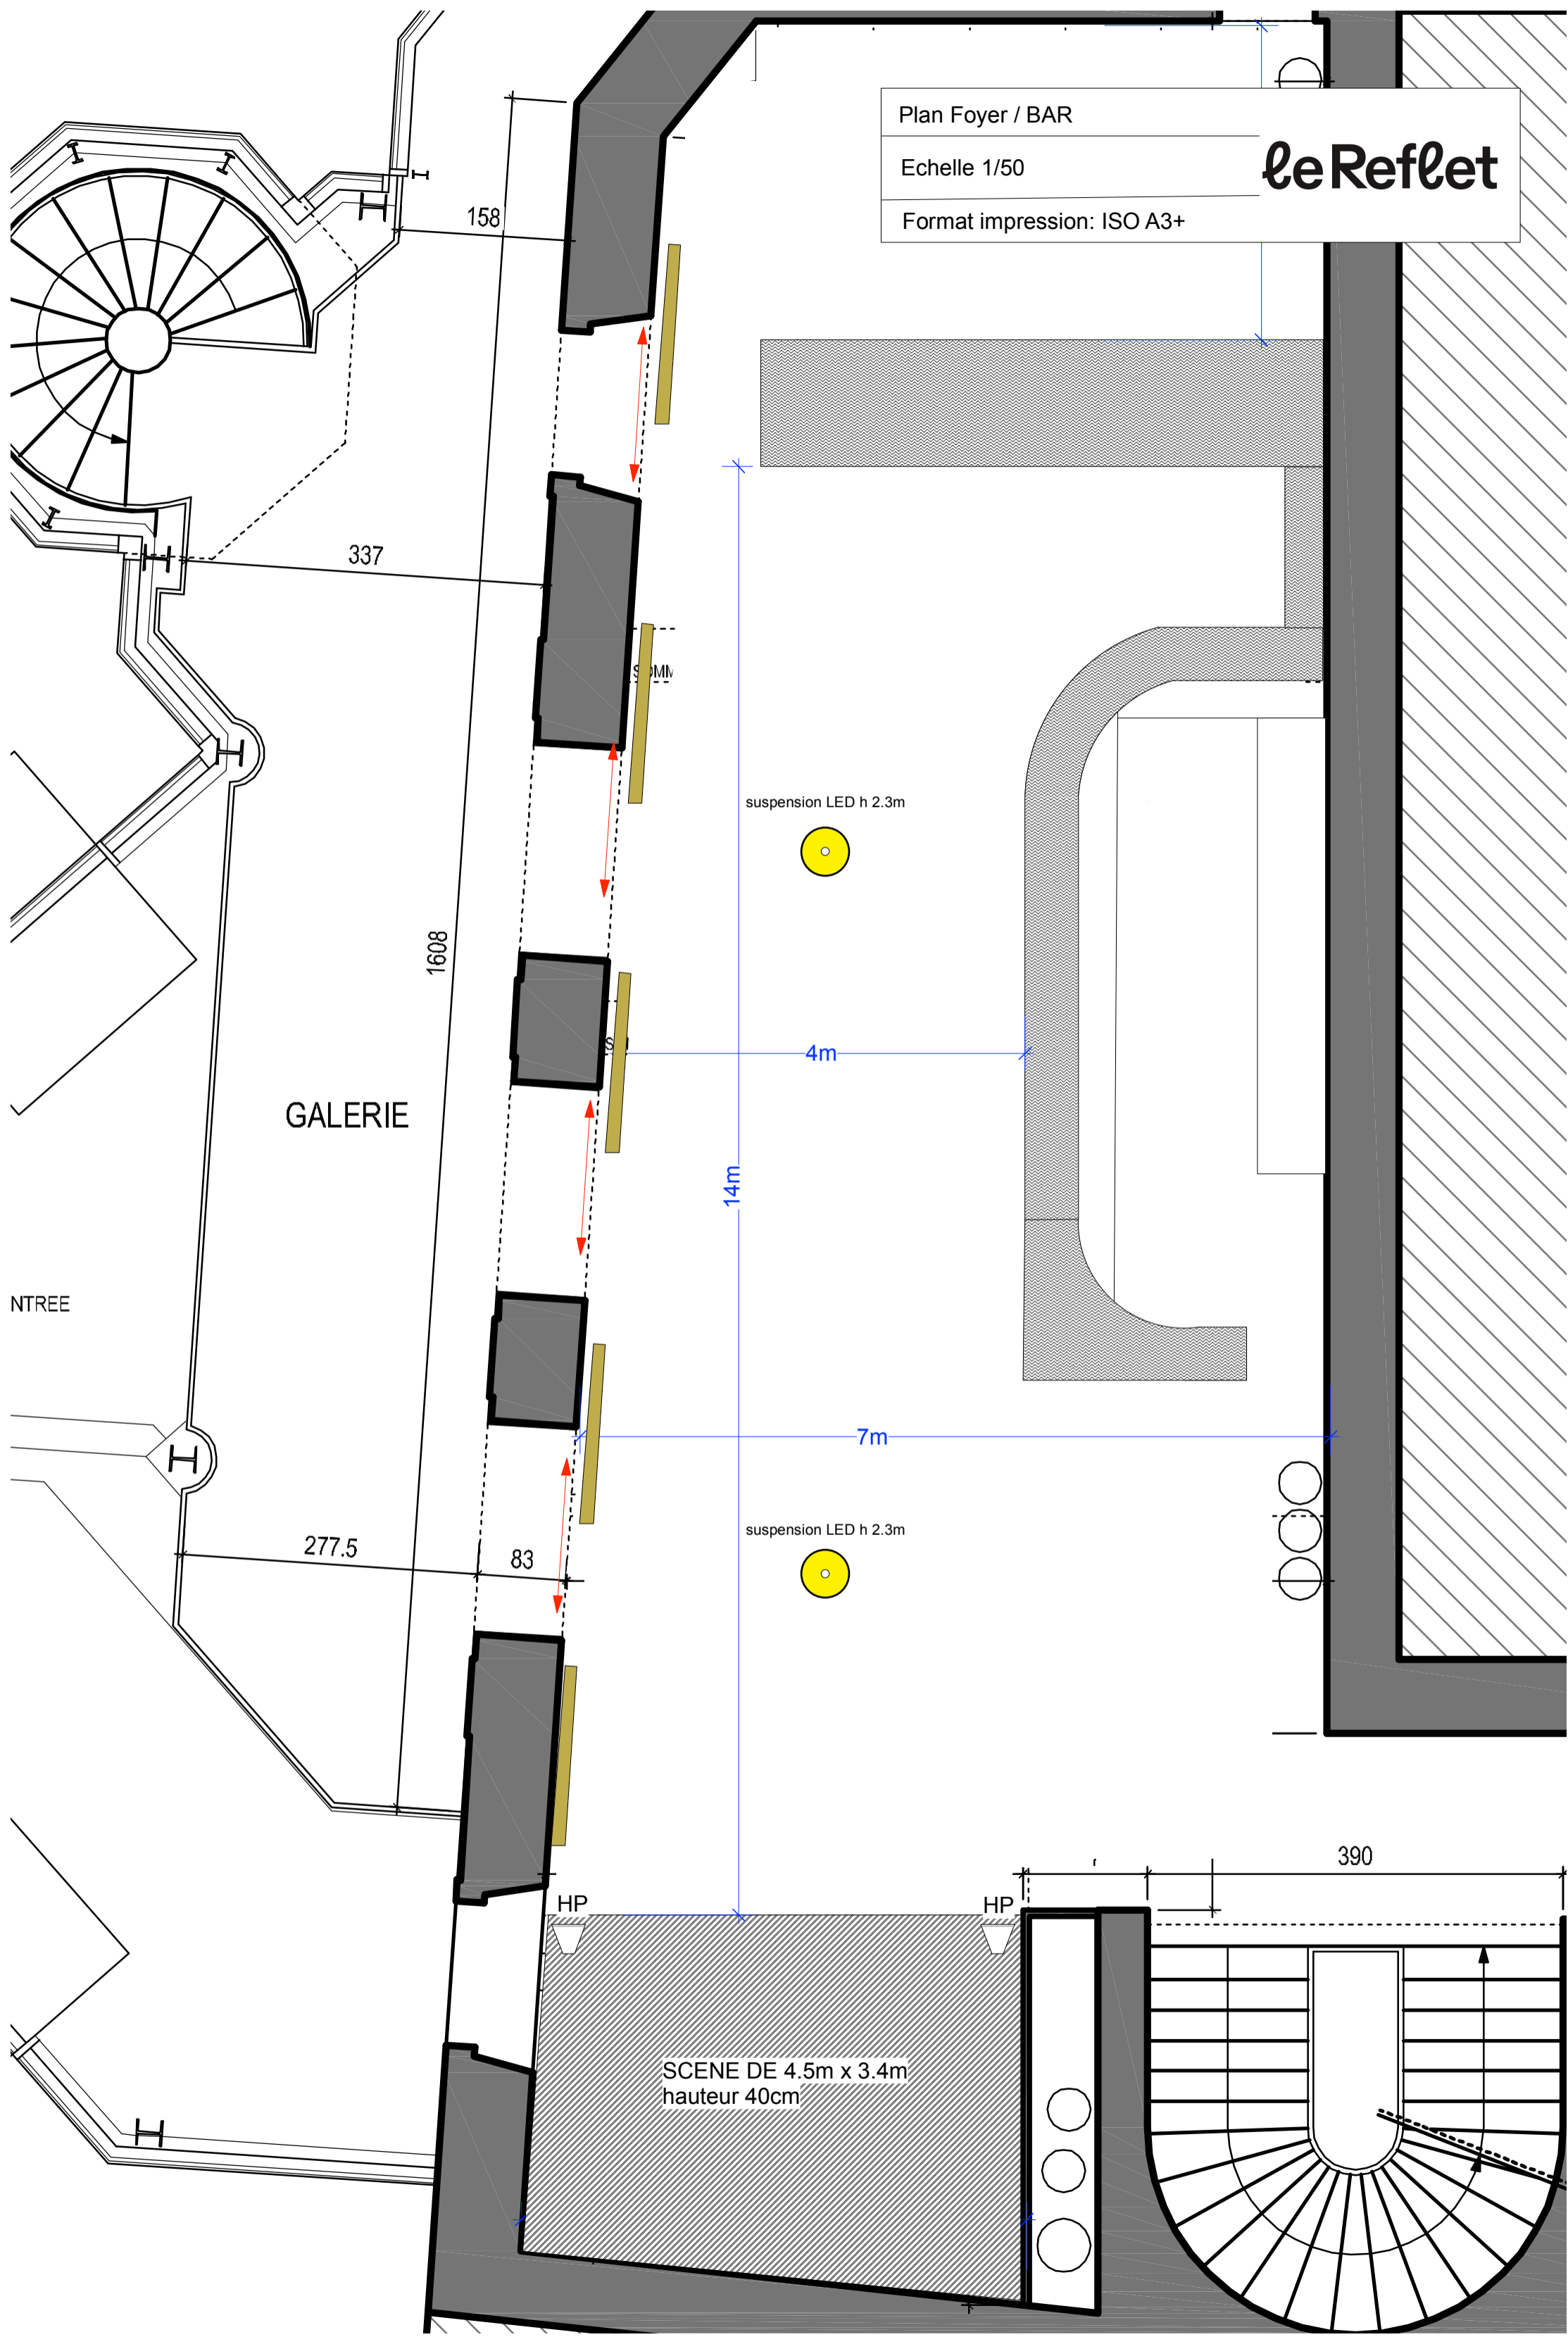 Plan Foyer / BAR
Echelle 1/50
Format impression: ISO A3+
le Reflet
158
337
suspension LED h 2.3m
1608
4m
GALERIE
14m
NTREE
7m
suspension LED h 2.3m
277.5
83
390
HP
HP
SCENE DE 4.5m x 3.4m
hauteur 40cm